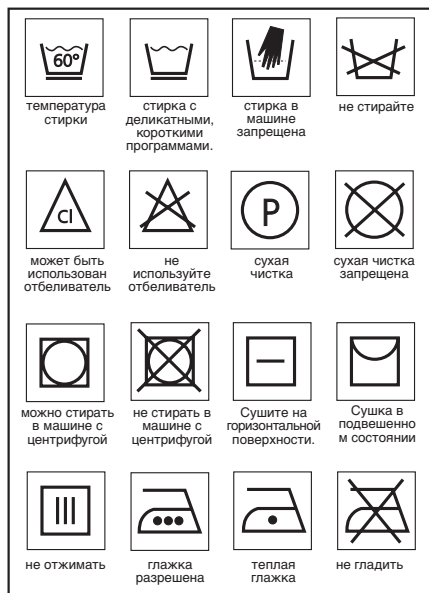 60°
температура
стирки
стирка с
деликатными,
короткими
программами.
стирка в
машине
запрещена
не стирайте
Cl
может быть
использован
отбеливатель
не
используйте
отбеливатель
P
сухая
чистка
сухая чистка
запрещена
можно стирать
в машине с
центрифугой
не стирать в
машине с
центрифугой
Сушите на
горизонтальной
поверхности.
Сушка в
подвешенно
м состоянии
не отжимать
глажка
разрешена
теплая
глажка
не гладить